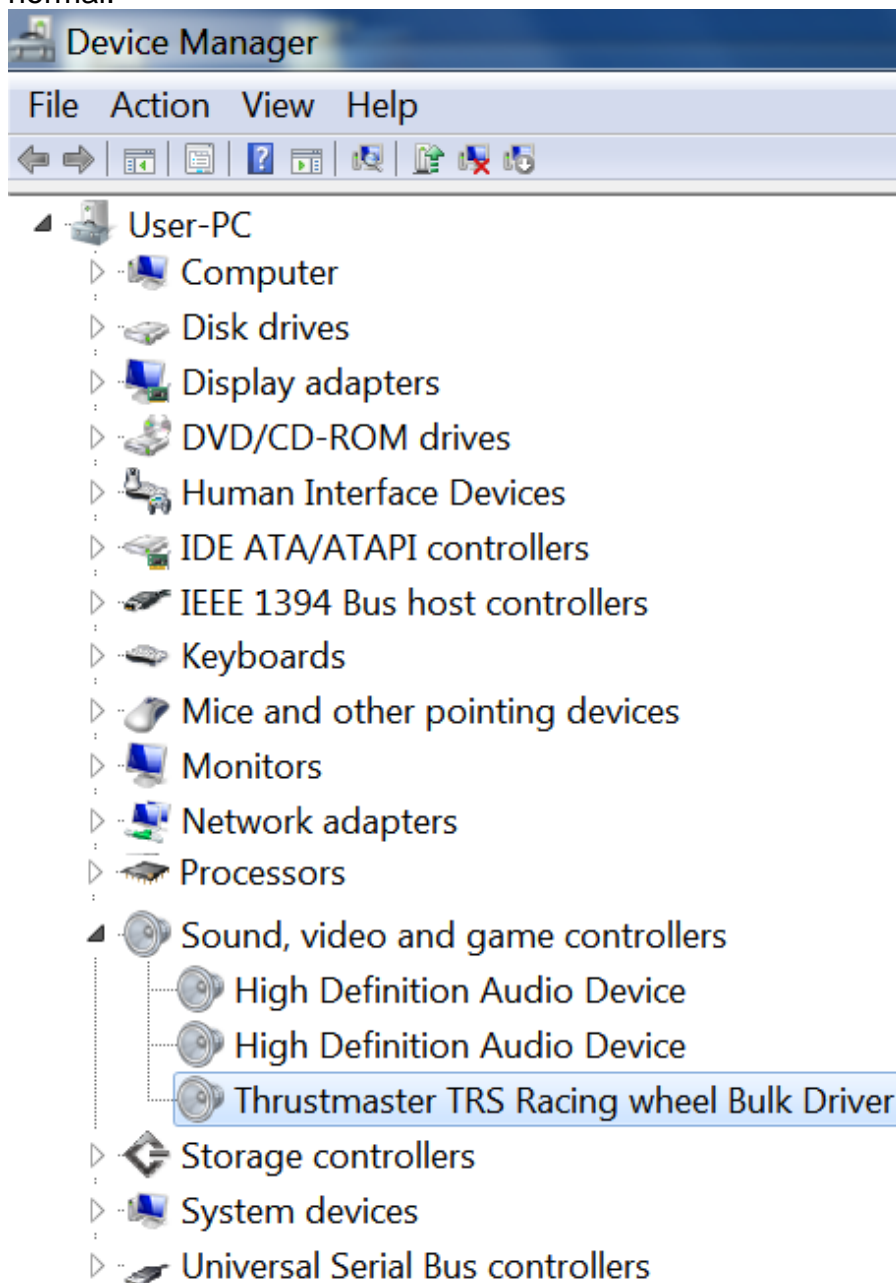 normal.
Device Manager
File Action View Help
User-PC
Computer
Disk drives
Display adapters
DVD/CD-ROM drives
Human Interface Devices
IDE ATA/ATAPI controllers
IEEE 1394 Bus host controllers
Keyboards
Mice and other pointing devices
Monitors
Network adapters
Processors
Sound, video and game controllers
High Definition Audio Device
High Definition Audio Device
Thrustmaster TRS Racing wheel Bulk Driver
Storage controllers
System devices
Universal Serial Bus controllers